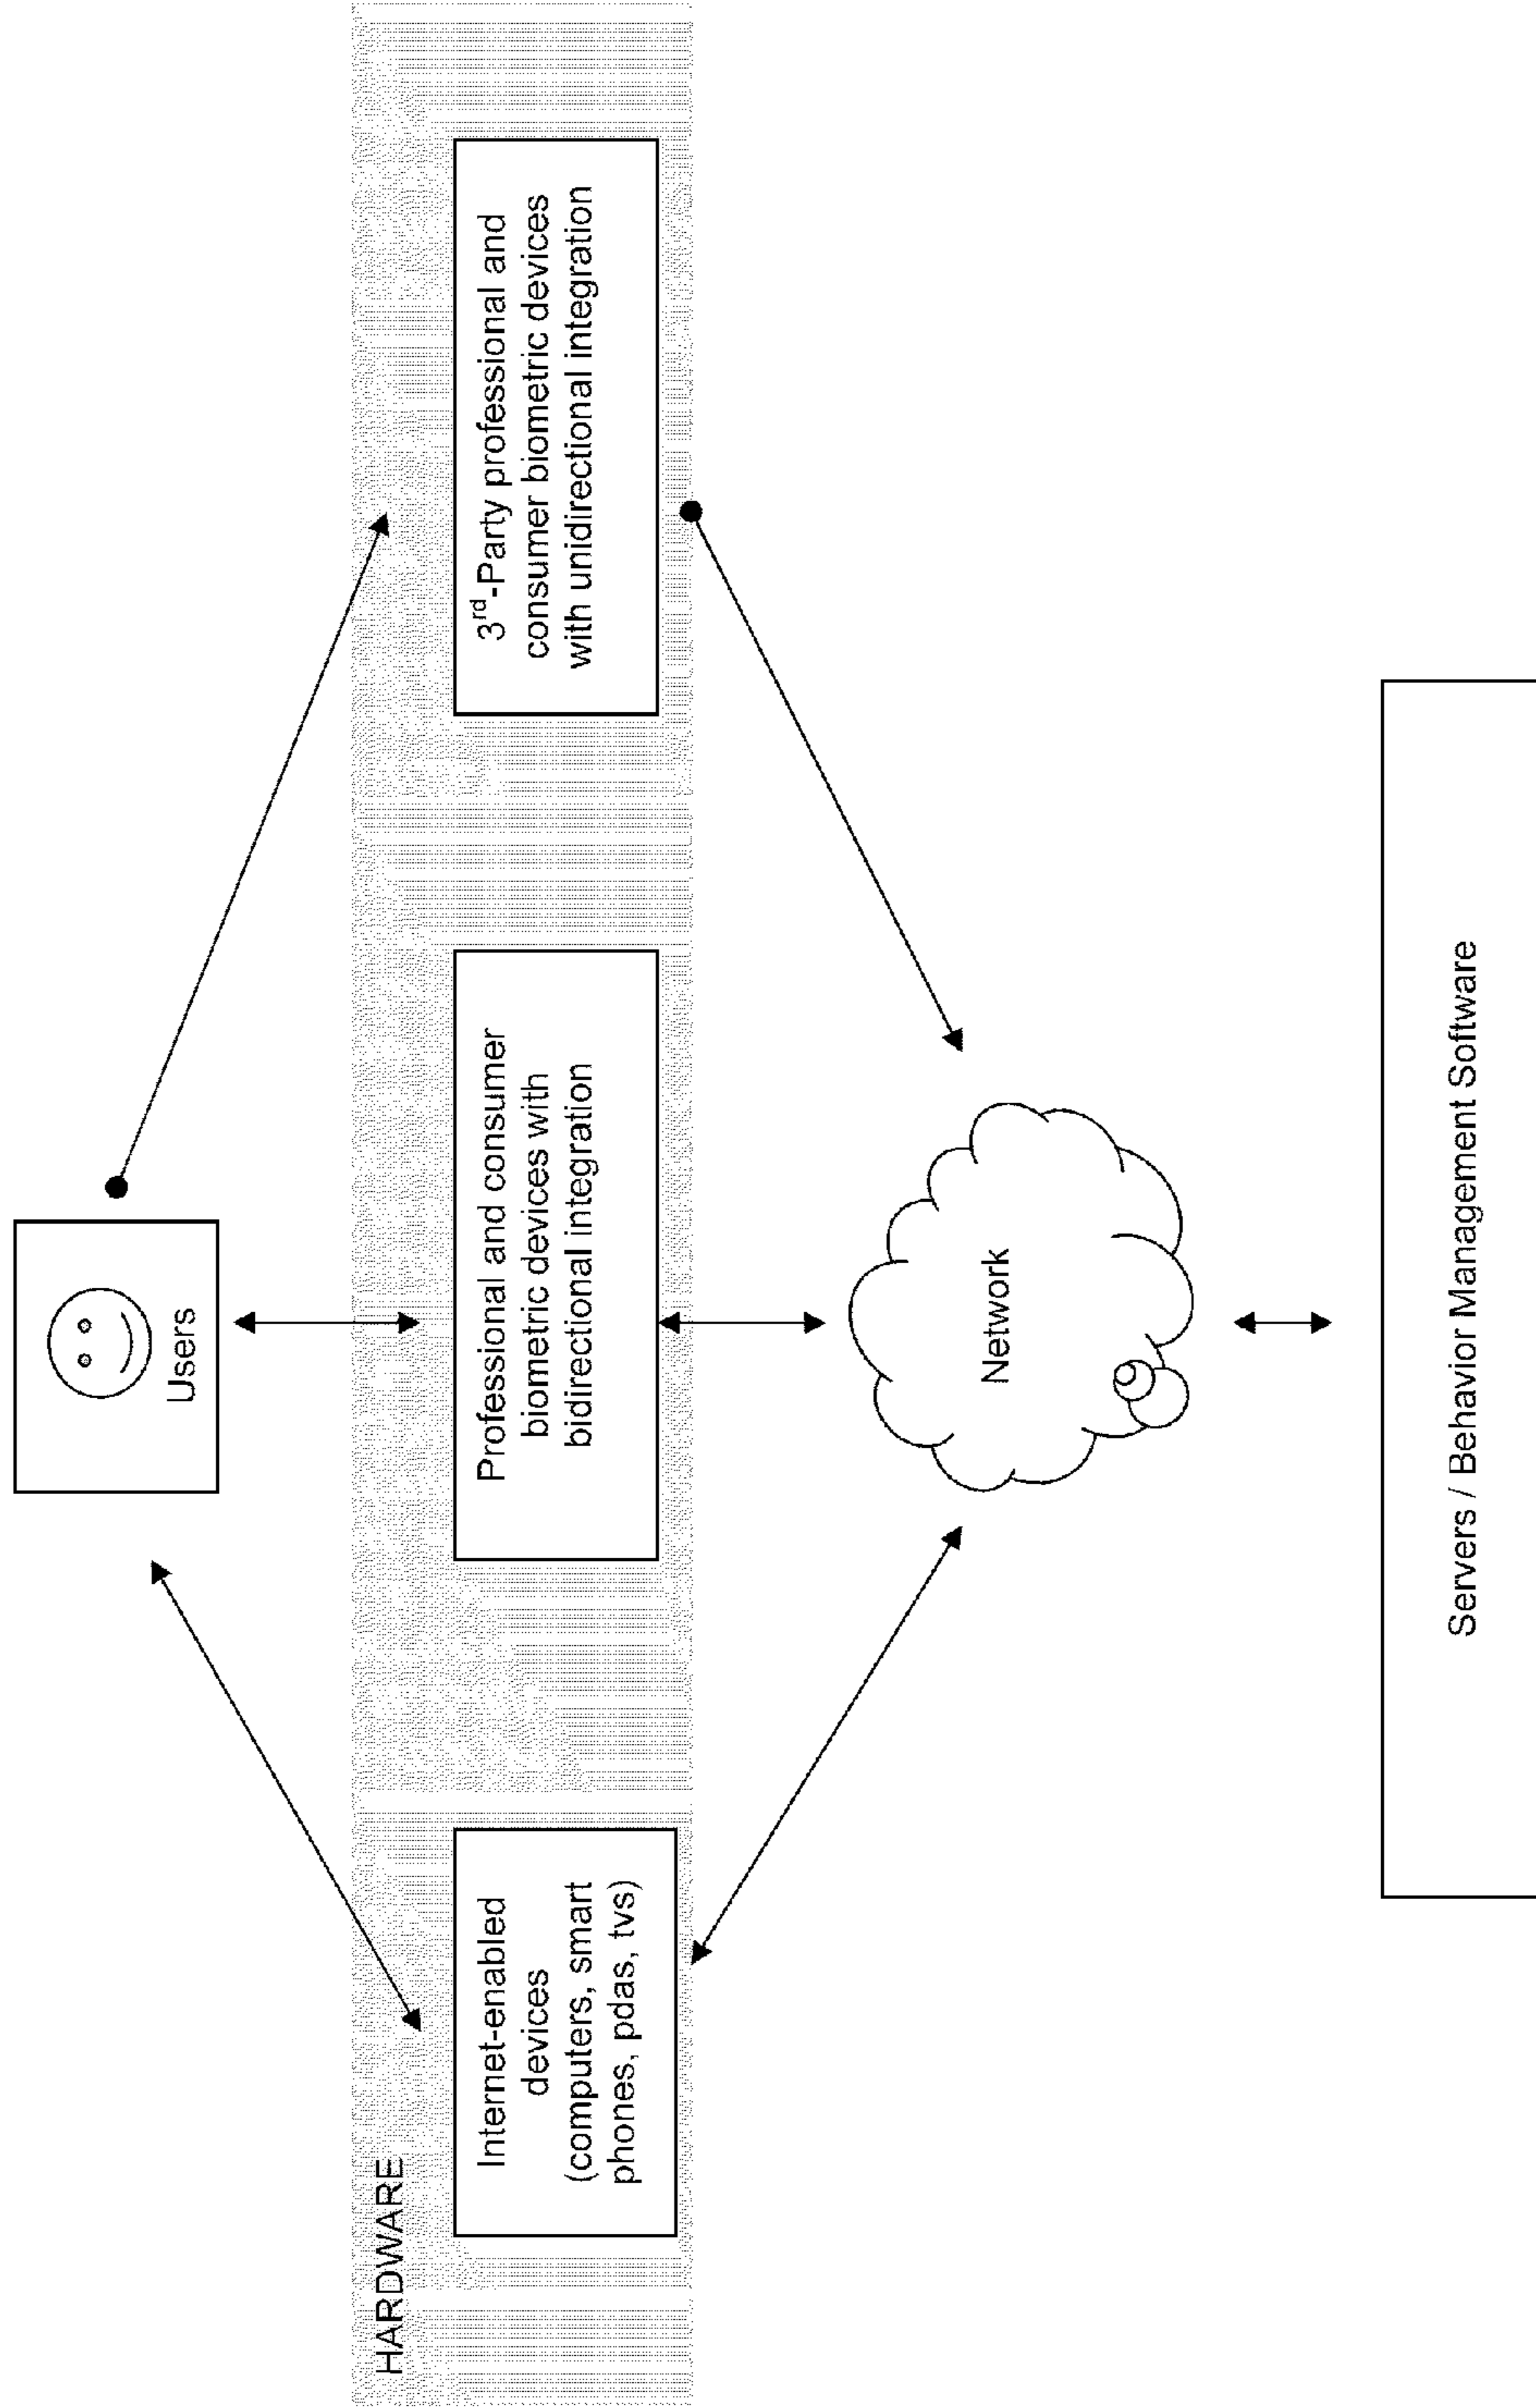 Users
HARDWARE
Internet-enabled
devices
(computers, smart
phones, pdas, tvs)
Professional and consumer
biometric devices with
bidirectional integration
3rd-Party professional and
consumer biometric devices
with unidirectional integration
Network
Servers / Behavior Management Software